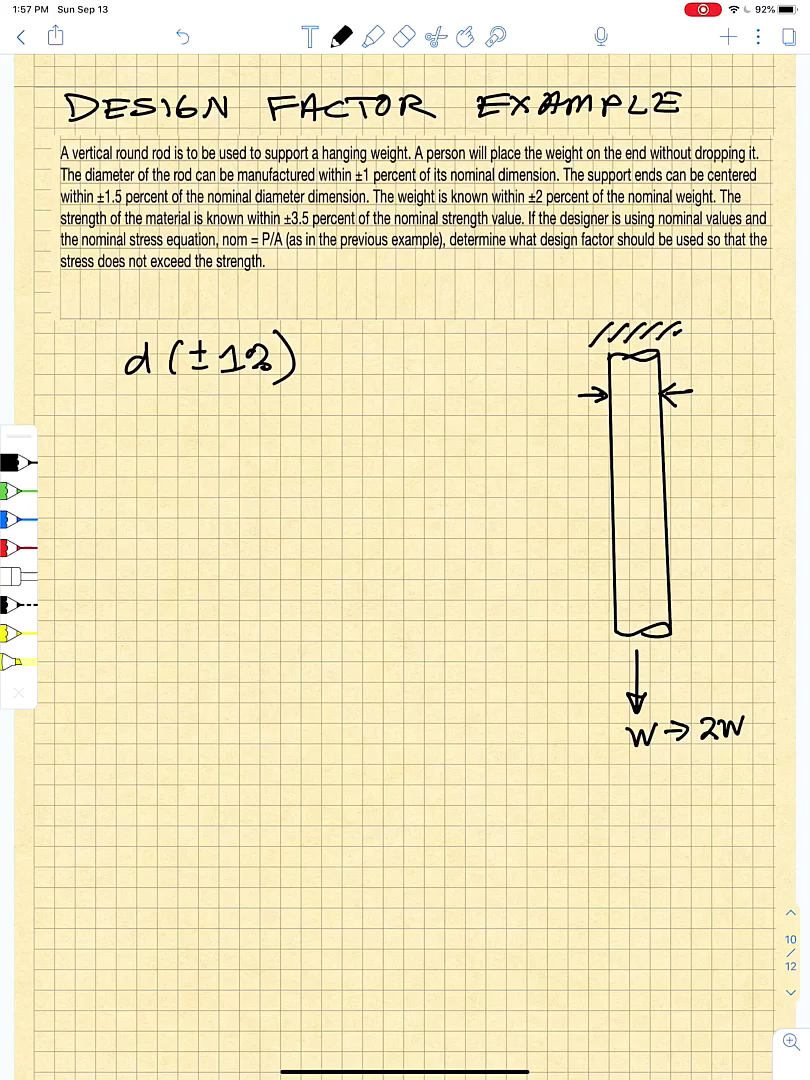 1:57 PM Sun Sep 13
92%
DESIGN FACTOR EXAMPLE
A vertical round rod is to be used to support a hanging weight. A person will place the weight on the end without dropping it.
The diameter of the rod can be manufactured within ±1 percent of its nominal dimension. The support ends can be centered
within ±1.5 percent of the nominal diameter dimension. The weight is known within ±2 percent of the nominal weight. The
strength of the material is known within ±3.5 percent of the nominal strength value. If the designer is using nominal values and
the nominal stress equation, nom = P/A (as in the previous example), determine what design factor should be used so that the
stress does not exceed the strength.
d (± 1%)
W → 2W
10
/
12